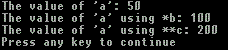 The value of 'a': 50
The value of 'a' using *b: 100
The value of 'a' using **c: 200
Press any key to continue